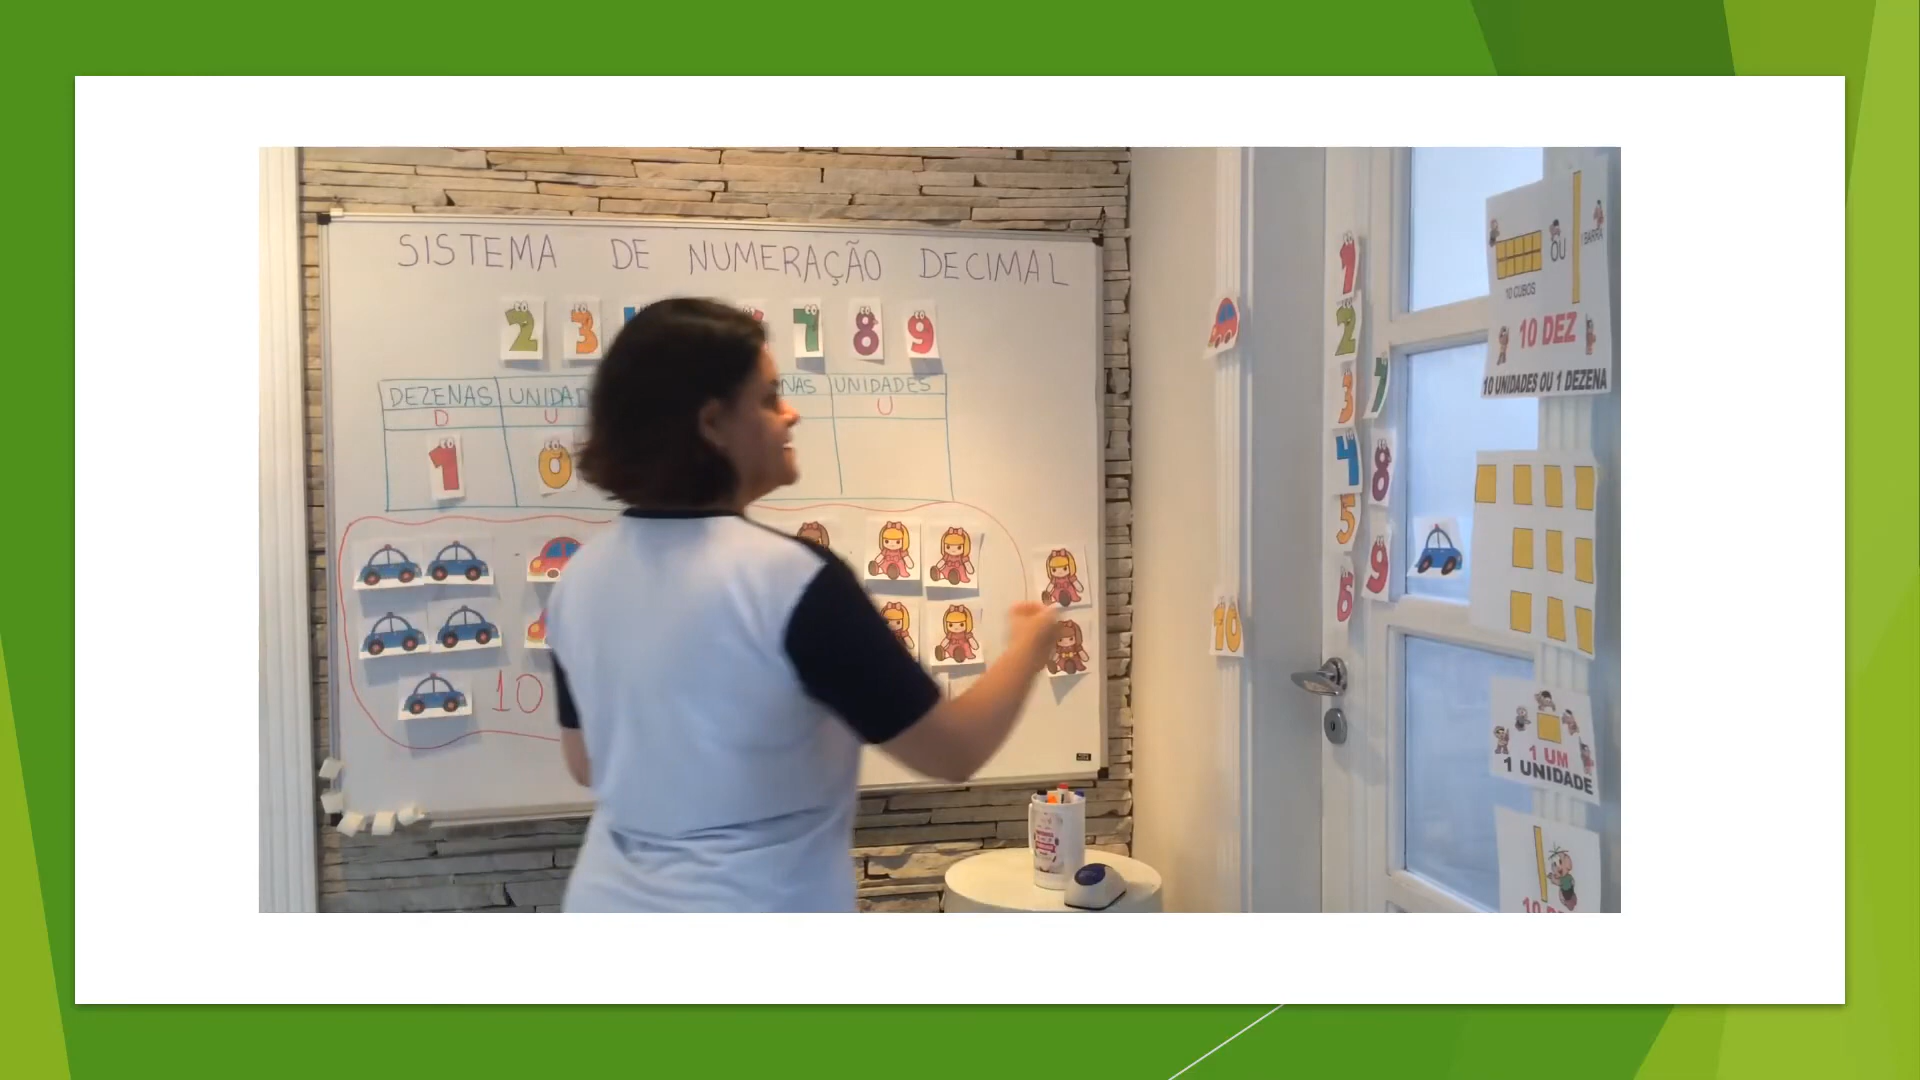 SISTEMA DE NUMERAÇÃO DECIMAL
2 3 7 8 9
DEZENAS
UNIDADES
D U U
1 0
10
1
2
3
4
5
6
7
8
9
10
10 CUBOS
OU
1 BARRA
10 DEZ
10 UNIDADES OU 1 DEZENA
1 UM
1 UNIDADE